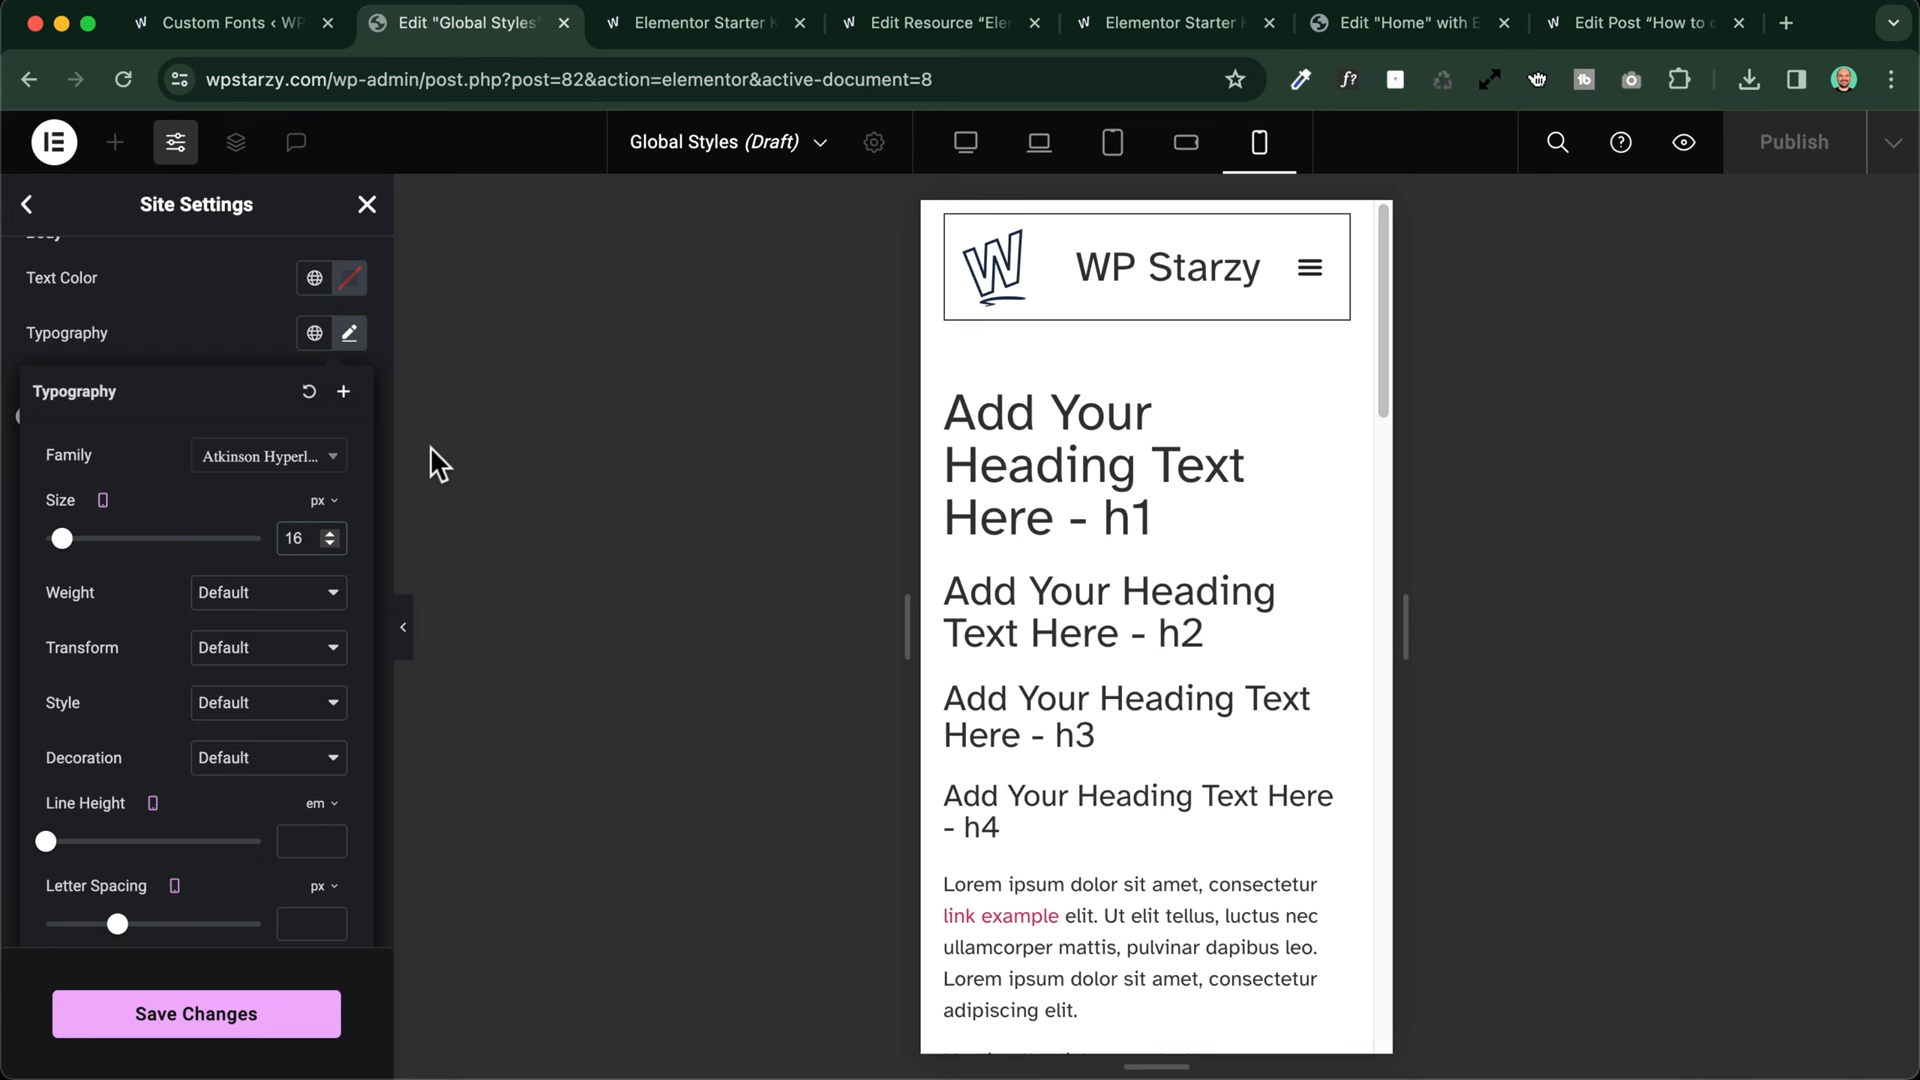 Custom Fonts ‹ WP
Edit "Global Styles"
Elementor Starter K
Edit Resource “Ele
Elementor Starter K
Edit "Home" with E
Edit Post “How to c
wpstarzy.com/wp-admin/post.php?post=82&action=elementor&active-document=8
f?
tb
Global Styles (Draft)
Publish
Site Settings
Body
Text Color
Typography
Typography
Family
Atkinson Hyperl...
Size
px
16
Weight
Default
Transform
Default
Style
Default
Decoration
Default
Line Height
em
Letter Spacing
px
Save Changes
W
WP Starzy
Add Your
Heading Text
Here - h1
Add Your Heading
Text Here - h2
Add Your Heading Text
Here - h3
Add Your Heading Text Here
- h4
Lorem ipsum dolor sit amet, consectetur
link example elit. Ut elit tellus, luctus nec
ullamcorper mattis, pulvinar dapibus leo.
Lorem ipsum dolor sit amet, consectetur
adipiscing elit.